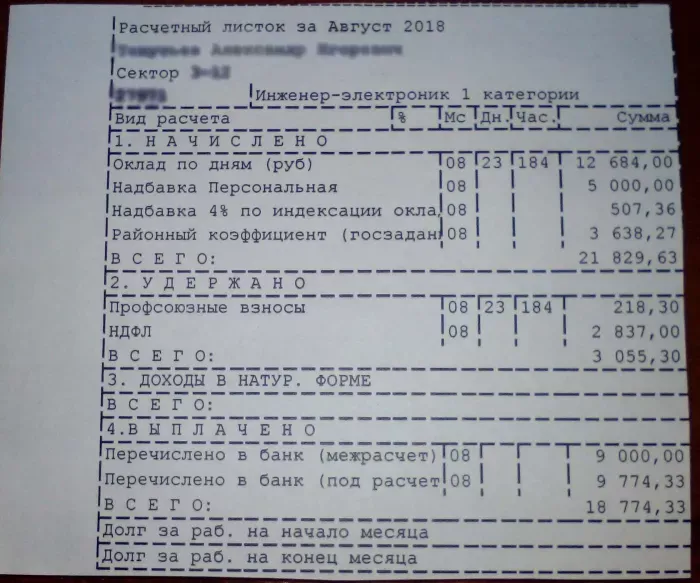 Расчетный листок за Август 2018
Сектор
Инженер-электроник 1 категории
Вид расчета % Мс Дн. Час. Сумма
1. Н А Ч И С Л Е Н О
Оклад по дням (руб) 08 23 184 12 684,00
Надбавка Персональная 08 5 000,00
Надбавка 4% по индексации окла 08 507,36
Районный коэффициент (госзадан 08 3 638,27
В С Е Г О: 21 829,63
2. У Д Е Р Ж А Н О
Профсоюзные взносы 08 23 184 218,30
НДФЛ 08 2 837,00
В С Е Г О: 3 055,30
3. ДОХОДЫ В НАТУР. ФОРМЕ
В С Е Г О:
4.В Ы П Л А Ч Е Н О
Перечислено в банк (межрасчет) 08 9 000,00
Перечислено в банк (под расчет 08 9 774,33
В С Е Г О: 18 774,33
Долг за раб. на начало месяца
Долг за раб. на конец месяца